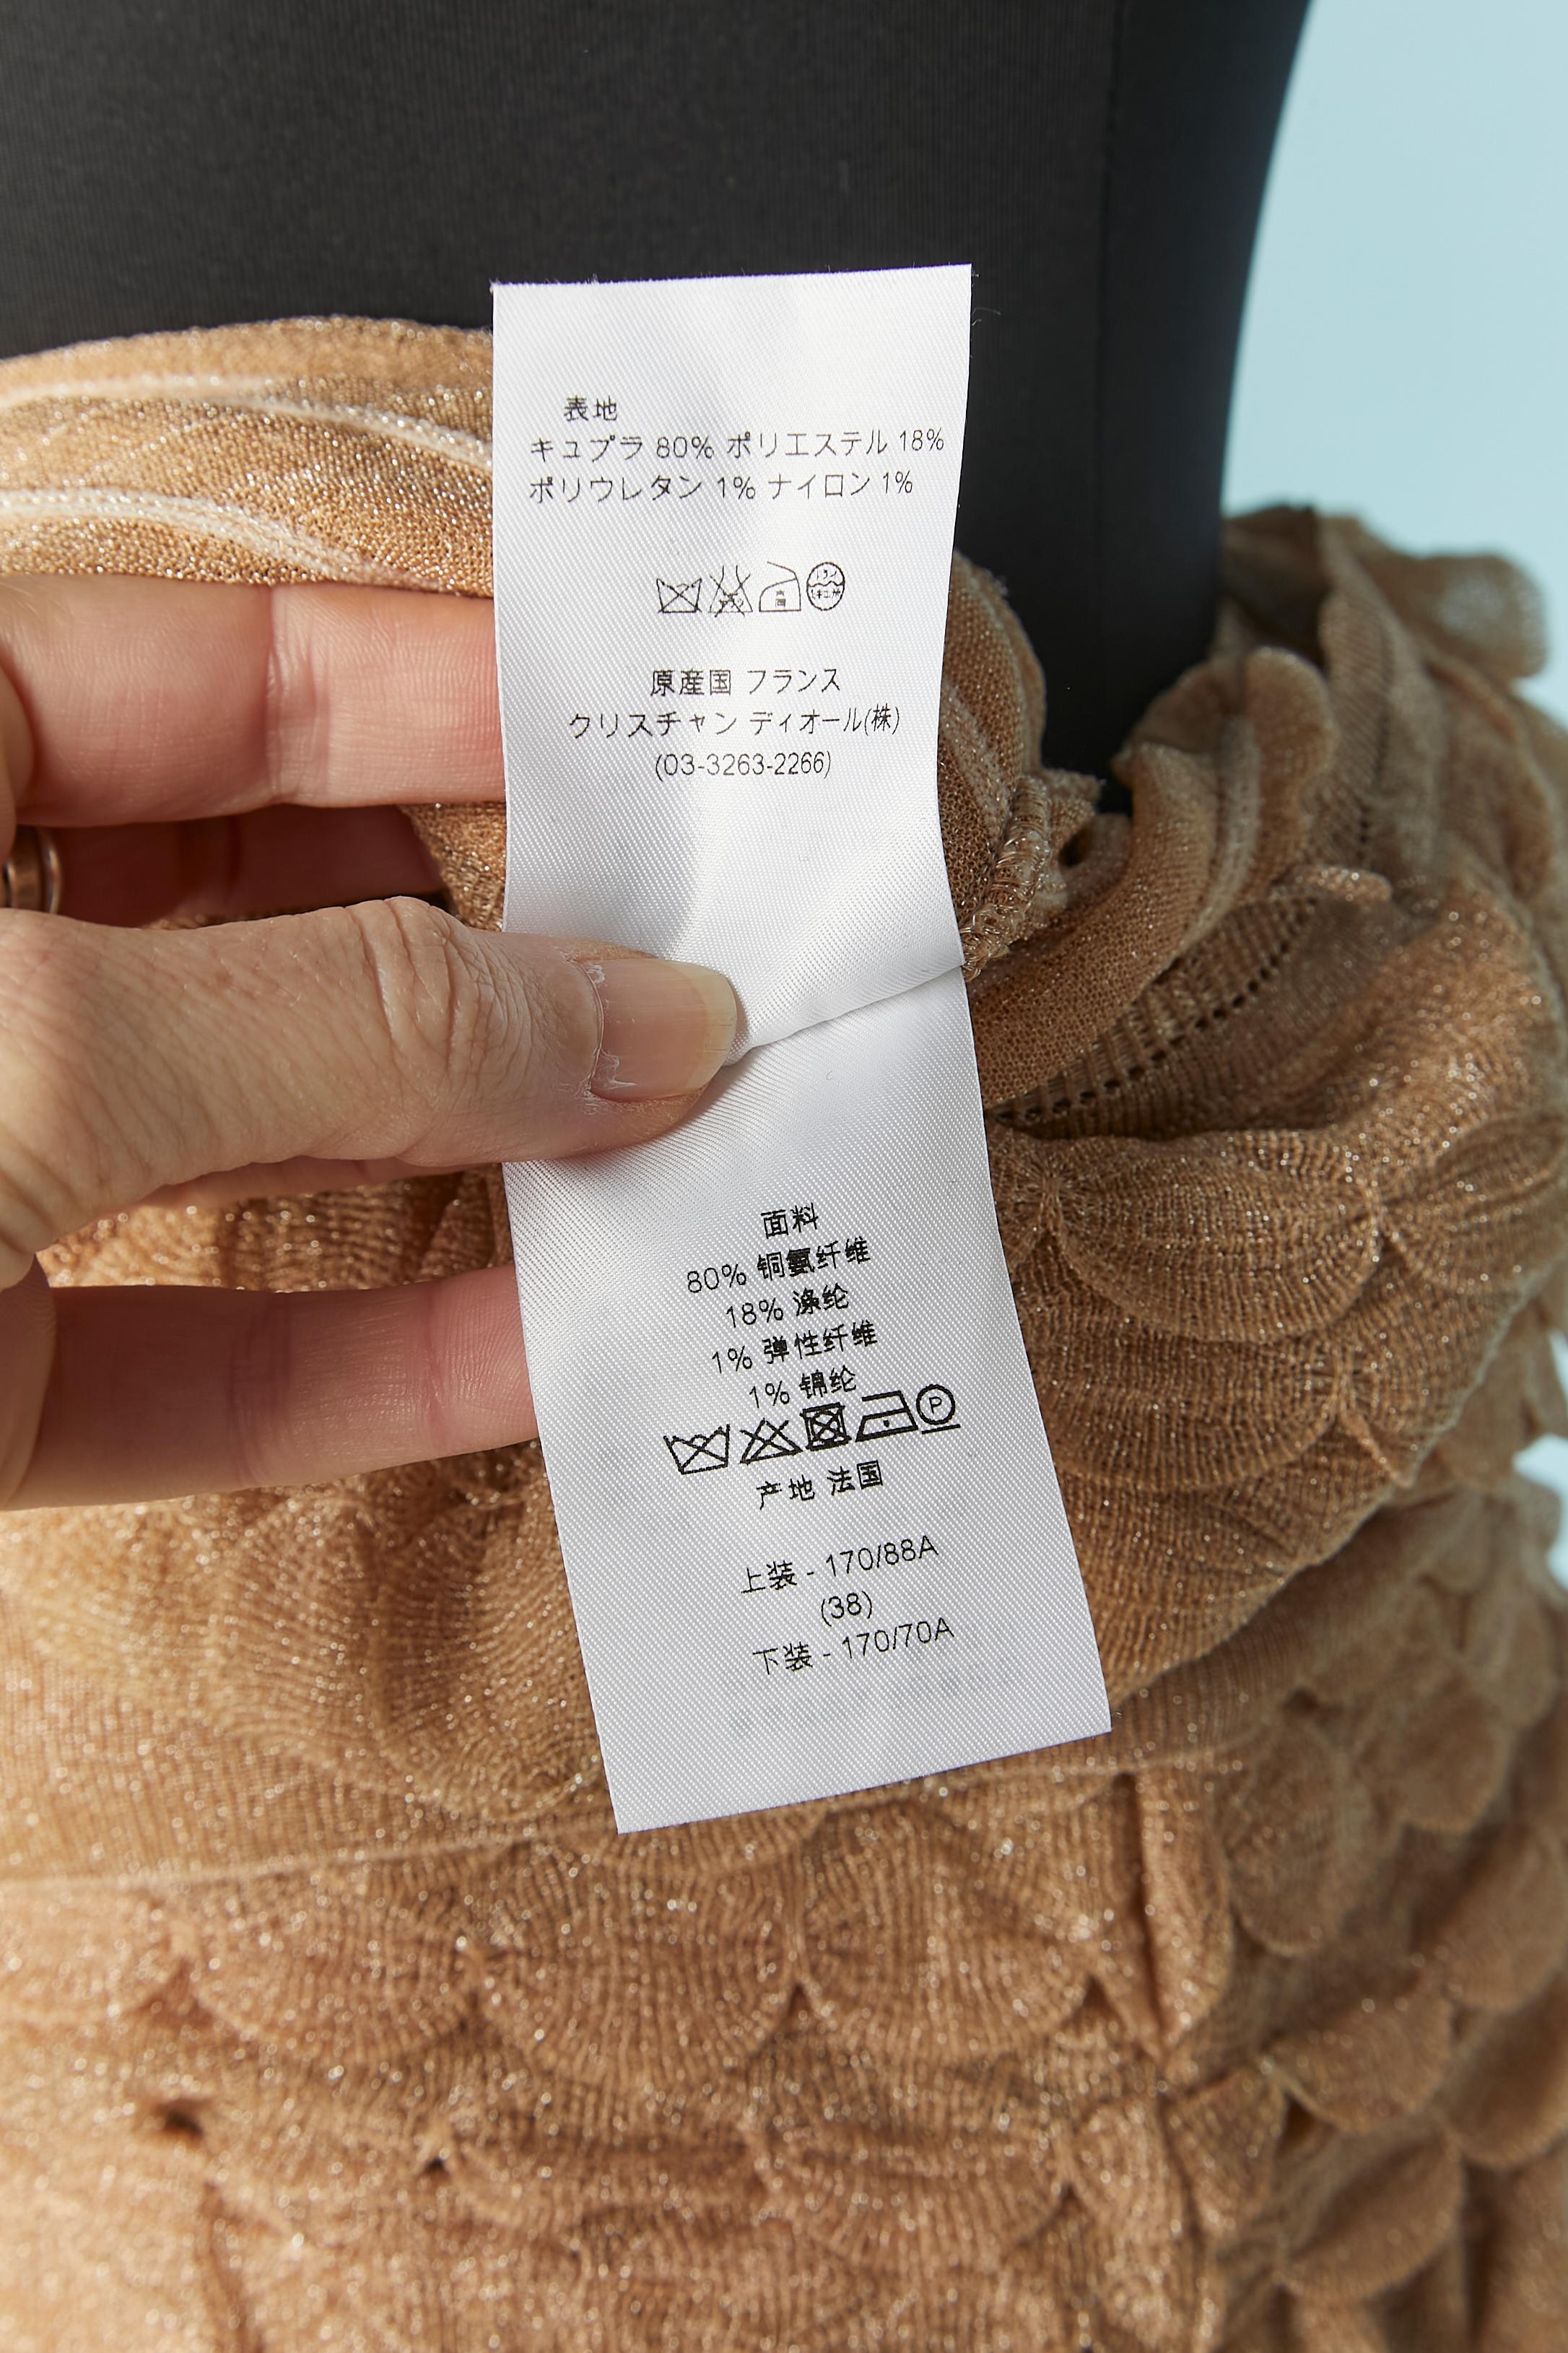 表地
キュプラ 80% ポリエステル 18%
ポリウレタン 1% ナイロン 1%
原産国 フランス
クリスチャン ディオール(株)
(03-3263-2266)
面料
80% 铜氨纤维
18% 涤纶
1% 弹性纤维
1% 锦纶
P
产地 法国
上装 - 170/88A
(38)
下装 - 170/70A